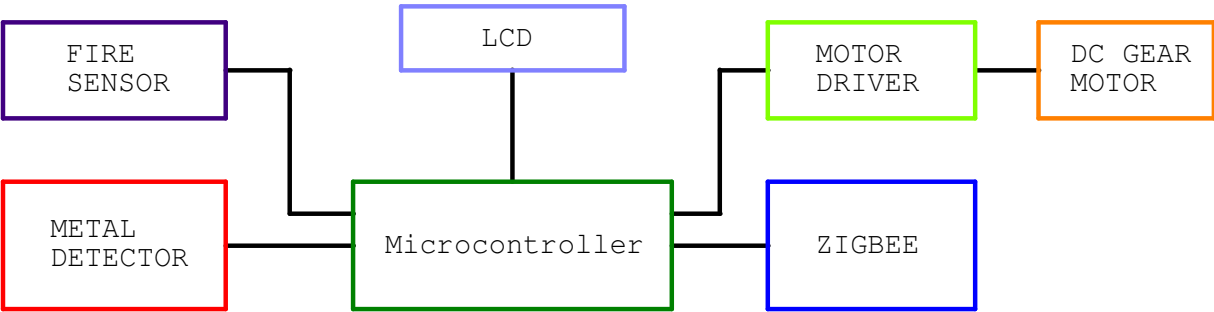 FIRE
SENSOR
LCD
MOTOR
DRIVER
DC GEAR
MOTOR
METAL
DETECTOR
Microcontroller
ZIGBEE